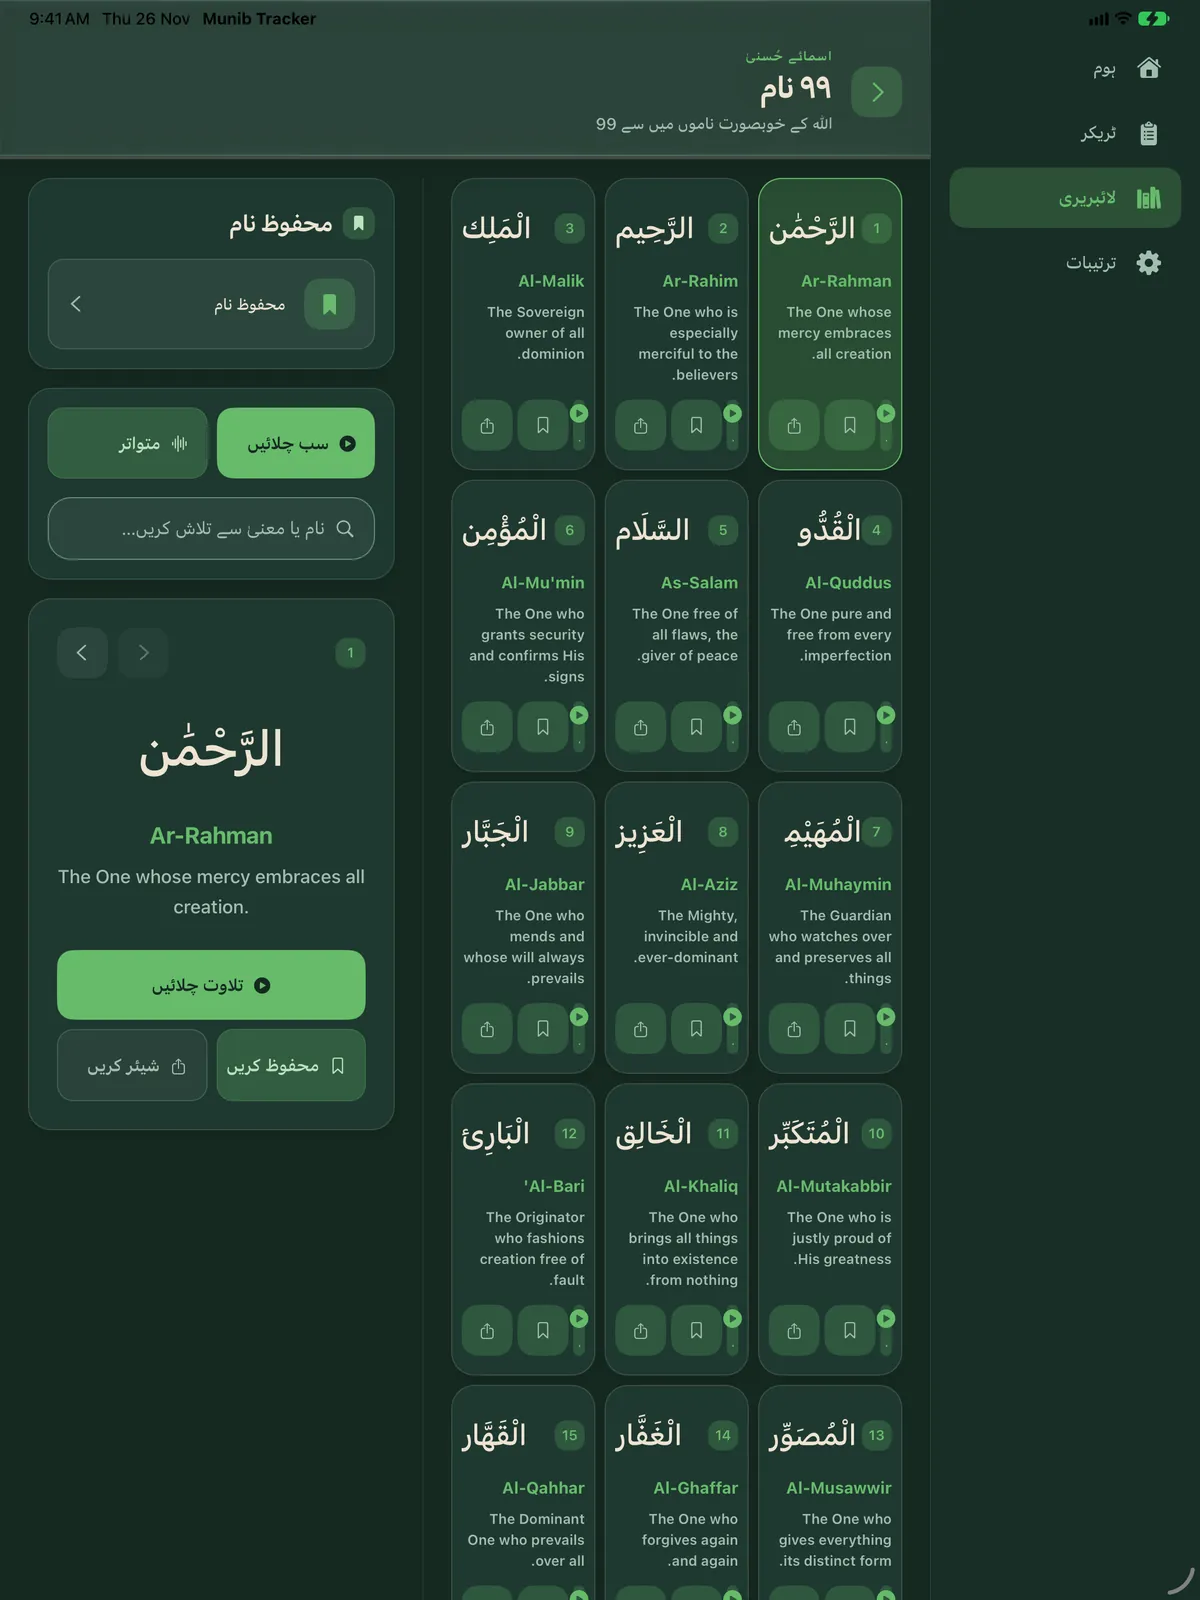 9:41 AM Thu 26 Nov Munib Tracker
ہوم
ٹریکر
لائبریری
ترتیبات
اسمائے حُسنیٰ
۹۹ نام
اللہ کے خوبصورت ناموں میں سے 99
1 الرَّحْمَٰن
Ar-Rahman
The One whose
mercy embraces
all creation.
2 الرَّحِيم
Ar-Rahim
The One who is
especially
merciful to the
believers.
3 الْمَلِك
Al-Malik
The Sovereign
owner of all
dominion.
4 الْقُدُّو
Al-Quddus
The One pure and
free from every
imperfection.
5 السَّلَام
As-Salam
The One free of
all flaws, the
giver of peace.
6 الْمُؤْمِن
Al-Mu'min
The One who
grants security
and confirms His
signs.
7 الْمُهَيْمِ
Al-Muhaymin
The Guardian
who watches over
and preserves all
things.
8 الْعَزِيز
Al-Aziz
The Mighty,
invincible and
ever-dominant.
9 الْجَبَّار
Al-Jabbar
The One who
mends and
whose will always
prevails.
10 الْمُتَكَبِّر
Al-Mutakabbir
The One who is
justly proud of
His greatness.
11 الْخَالِق
Al-Khaliq
The One who
brings all things
into existence
from nothing.
12 الْبَارِئ
Al-Bari'
The Originator
who fashions
creation free of
fault.
13 الْمُصَوِّر
Al-Musawwir
The One who
gives everything
its distinct form.
14 الْغَفَّار
Al-Ghaffar
The One who
forgives again
and again.
15 الْقَهَّار
Al-Qahhar
The Dominant
One who prevails
over all.
محفوظ نام
محفوظ نام
سب چلائیں
متواتر
نام یا معنیٰ سے تلاش کریں...
1
الرَّحْمَٰن
Ar-Rahman
The One whose mercy embraces all
creation.
تلاوت چلائیں
محفوظ کریں
شیئر کریں